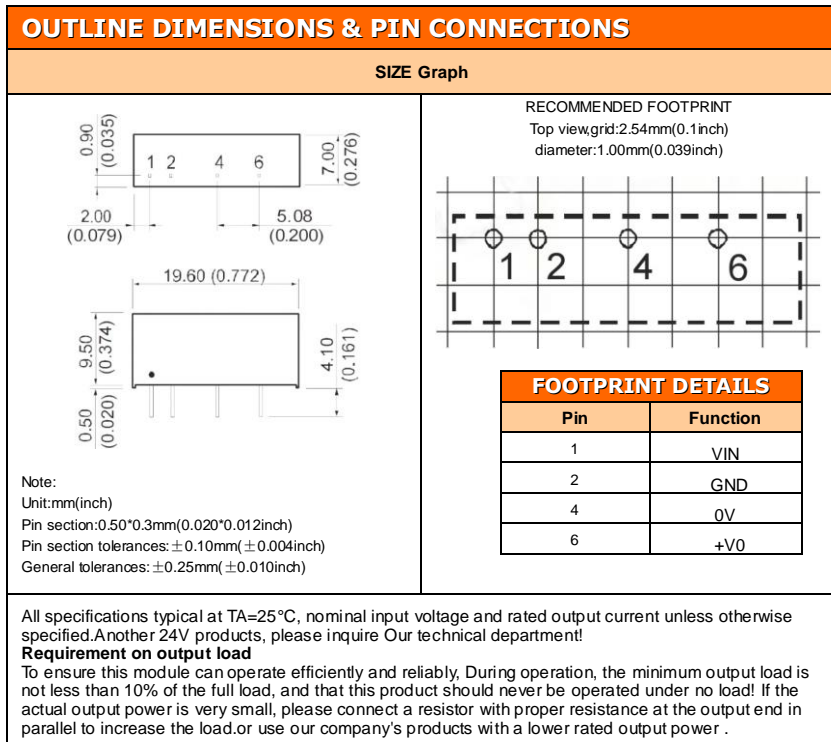 OUTLINE DIMENSIONS & PIN CONNECTIONS
SIZE Graph
0.90
(0.035)
1 2 4 6
7.00
(0.276)
2.00
(0.079)
5.08
(0.200)
19.60 (0.772)
9.50
(0.374)
4.10
(0.161)
0.50
(0.020)
Note:
Unit:mm(inch)
Pin section:0.50*0.3mm(0.020*0.012inch)
Pin section tolerances:±0.10mm(±0.004inch)
General tolerances:±0.25mm(±0.010inch)
RECOMMENDED FOOTPRINT
Top view,grid:2.54mm(0.1inch)
diameter:1.00mm(0.039inch)
1 2 4 6
FOOTPRINT DETAILS
Pin Function
1 VIN
2 GND
4 0V
6 +V0
All specifications typical at TA=25°C, nominal input voltage and rated output current unless otherwise
specified.Another 24V products, please inquire Our technical department!
Requirement on output load
To ensure this module can operate efficiently and reliably, During operation, the minimum output load is
not less than 10% of the full load, and that this product should never be operated under no load! If the
actual output power is very small, please connect a resistor with proper resistance at the output end in
parallel to increase the load.or use our company's products with a lower rated output power .